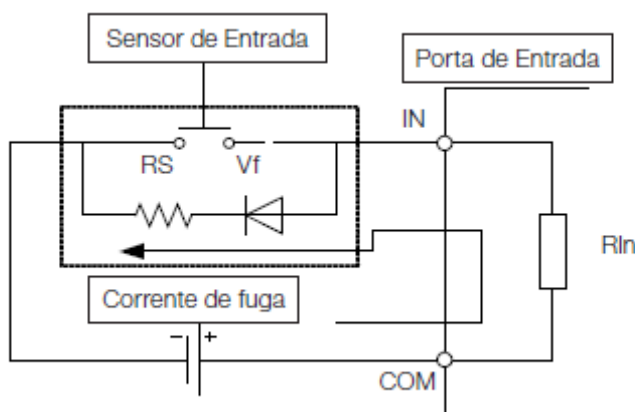 Sensor de Entrada
Porta de Entrada
IN
RS
Vf
RIn
Corrente de fuga
- +
COM